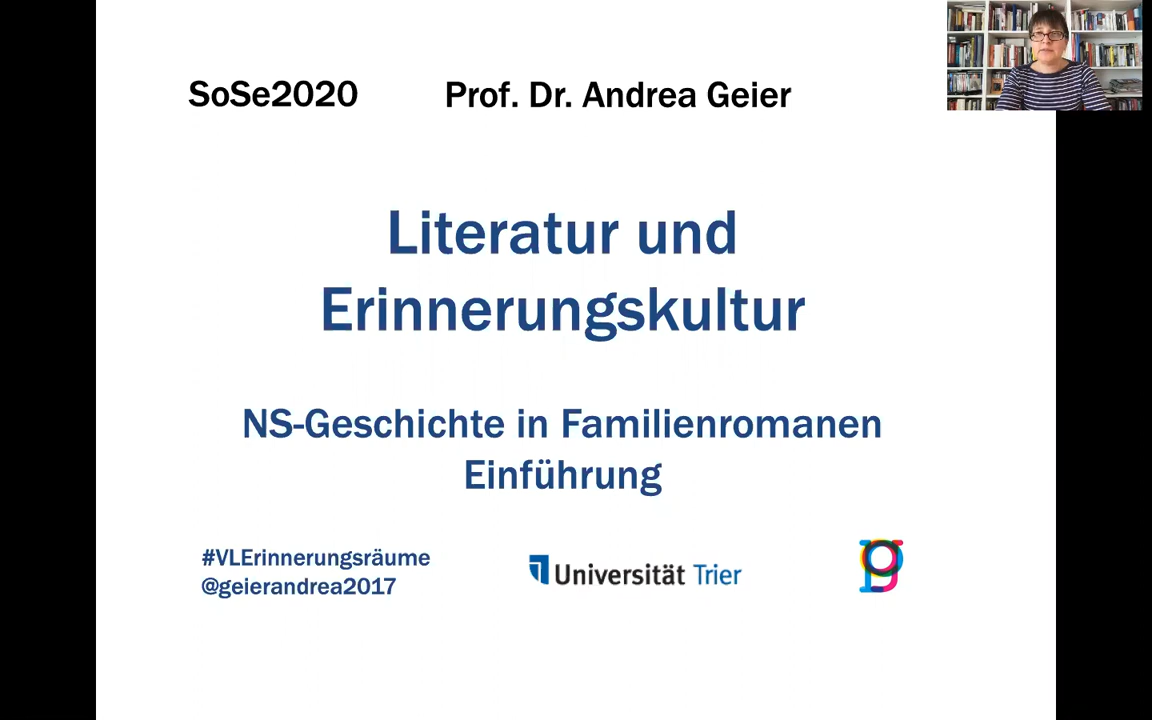 SoSe2020 Prof. Dr. Andrea Geier
Literatur und
Erinnerungskultur
NS-Geschichte in Familienromanen
Einführung
#VLErinnerungsräume
@geierandrea2017
Universität Trier